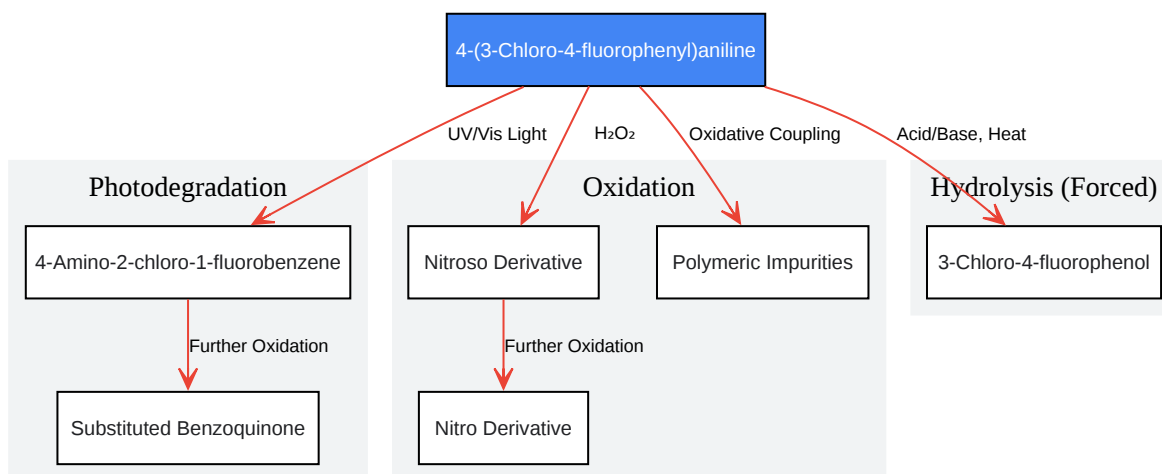 4-(3-Chloro-4-fluorophenyl)aniline
UV/Vis Light
H₂O₂
Oxidative Coupling
Acid/Base, Heat
Photodegradation
Oxidation
Hydrolysis (Forced)
4-Amino-2-chloro-1-fluorobenzene
Nitroso Derivative
Polymeric Impurities
3-Chloro-4-fluorophenol
Further Oxidation
Further Oxidation
Substituted Benzoquinone
Nitro Derivative